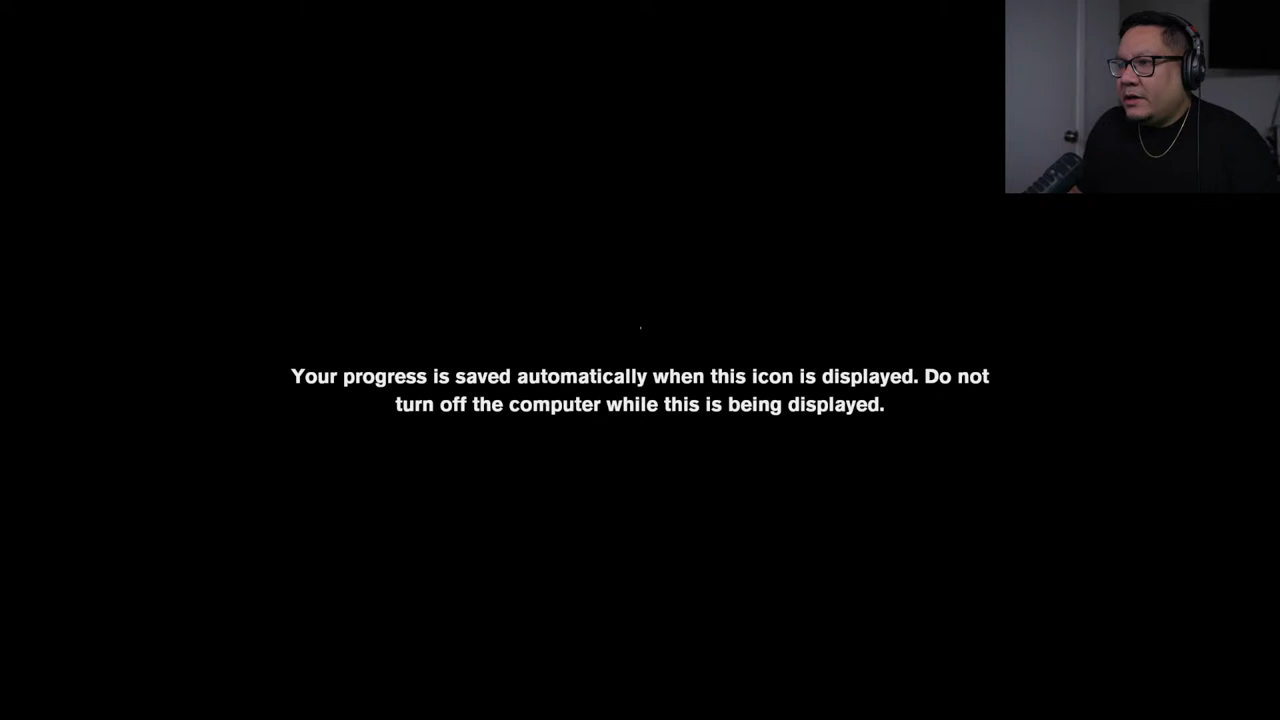 Your progress is saved automatically when this icon is displayed. Do not
turn off the computer while this is being displayed.